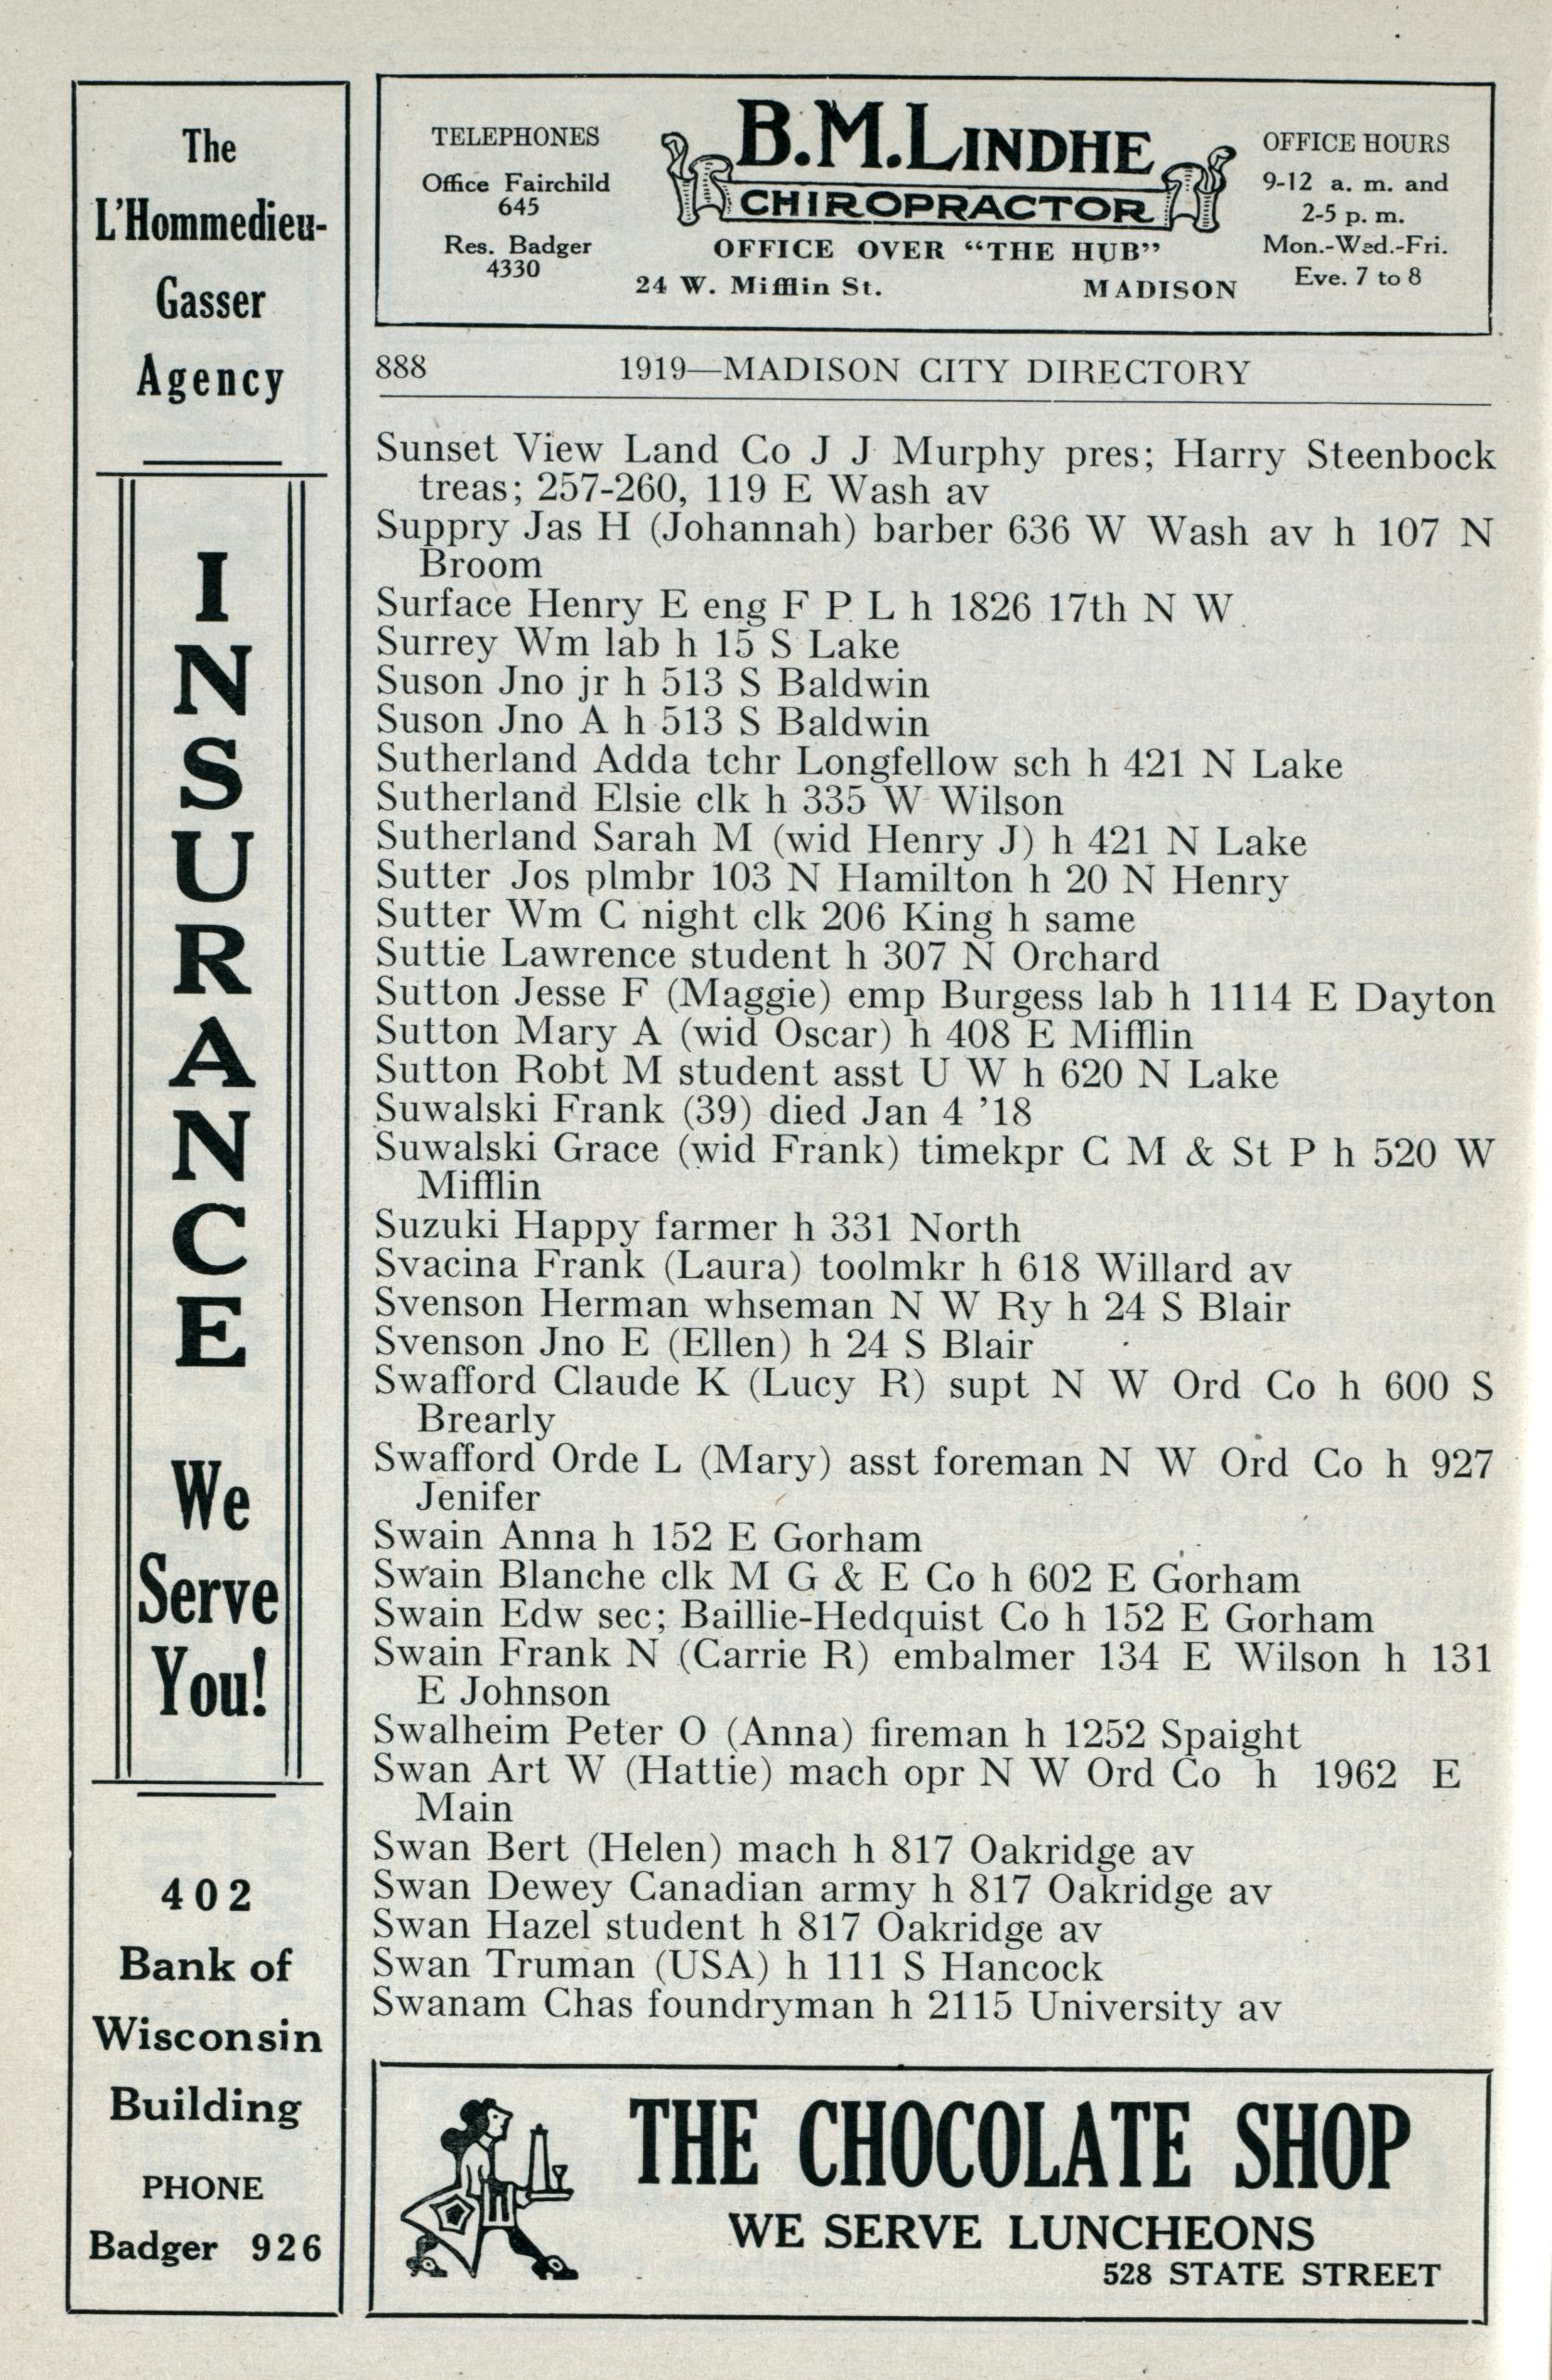 The
L'Hommedieu-
Gasser
Agency
INSURANCE
We
Serve
You!
402
Bank of
Wisconsin
Building
PHONE
Badger 926
TELEPHONES
Office Fairchild
645
Res. Badger
4330
B.M.LINDHE
CHIROPRACTOR
OFFICE OVER "THE HUB"
24 W. Mifflin St. MADISON
OFFICE HOURS
9-12 a. m. and
2-5 p. m.
Mon.-Wed.-Fri.
Eve. 7 to 8
888 1919—MADISON CITY DIRECTORY
Sunset View Land Co J J Murphy pres; Harry Steenbock
treas; 257-260, 119 E Wash av
Suppry Jas H (Johannah) barber 636 W Wash av h 107 N
Broom
Surface Henry E eng F P L h 1826 17th N W
Surrey Wm lab h 15 S Lake
Suson Jno jr h 513 S Baldwin
Suson Jno A h 513 S Baldwin
Sutherland Adda tchr Longfellow sch h 421 N Lake
Sutherland Elsie clk h 335 W Wilson
Sutherland Sarah M (wid Henry J) h 421 N Lake
Sutter Jos plmbr 103 N Hamilton h 20 N Henry
Sutter Wm C night clk 206 King h same
Suttie Lawrence student h 307 N Orchard
Sutton Jesse F (Maggie) emp Burgess lab h 1114 E Dayton
Sutton Mary A (wid Oscar) h 408 E Mifflin
Sutton Robt M student asst U W h 620 N Lake
Suwalski Frank (39) died Jan 4 '18
Suwalski Grace (wid Frank) timekpr C M & St P h 520 W
Mifflin
Suzuki Happy farmer h 331 North
Svacina Frank (Laura) toolmkr h 618 Willard av
Svenson Herman whseman N W Ry h 24 S Blair
Svenson Jno E (Ellen) h 24 S Blair
Swafford Claude K (Lucy R) supt N W Ord Co h 600 S
Brearly
Swafford Orde L (Mary) asst foreman N W Ord Co h 927
Jenifer
Swain Anna h 152 E Gorham
Swain Blanche clk M G & E Co h 602 E Gorham
Swain Edw sec; Baillie-Hedquist Co h 152 E Gorham
Swain Frank N (Carrie R) embalmer 134 E Wilson h 131
E Johnson
Swalheim Peter O (Anna) fireman h 1252 Spaight
Swan Art W (Hattie) mach opr N W Ord Co h 1962 E
Main
Swan Bert (Helen) mach h 817 Oakridge av
Swan Dewey Canadian army h 817 Oakridge av
Swan Hazel student h 817 Oakridge av
Swan Truman (USA) h 111 S Hancock
Swanam Chas foundryman h 2115 University av
THE CHOCOLATE SHOP
WE SERVE LUNCHEONS
528 STATE STREET